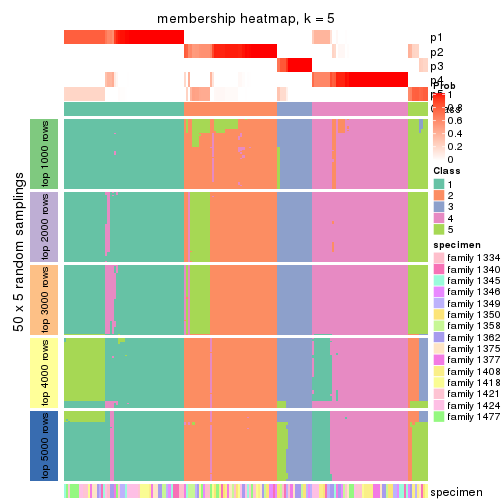 membership heatmap, k = 5
p1
p2
p3
p4
Prob
1
0.8
0.6
0.4
0.2
0
Class
1
2
3
4
5
specimen
family 1334
family 1340
family 1345
family 1346
family 1349
family 1350
family 1358
family 1362
family 1375
family 1377
family 1408
family 1418
family 1421
family 1424
family 1477
50 x 5 random samplings
top 1000 rows
top 2000 rows
top 3000 rows
top 4000 rows
top 5000 rows
specimen